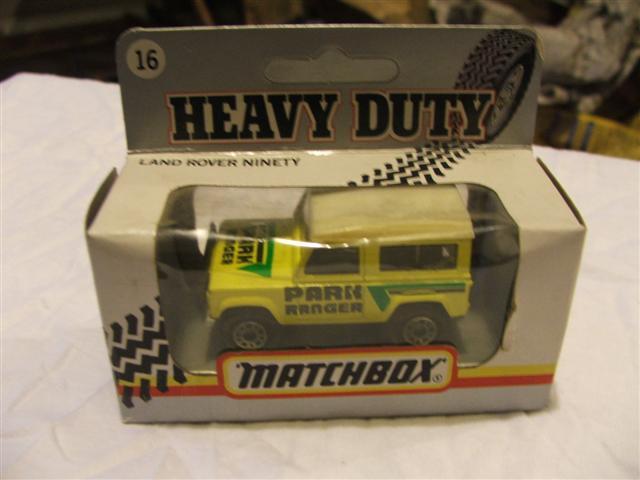 16
HEAVY DUTY
LAND ROVER NINETY
PARK
RANGER
PARK
RANGER
MATCHBOX